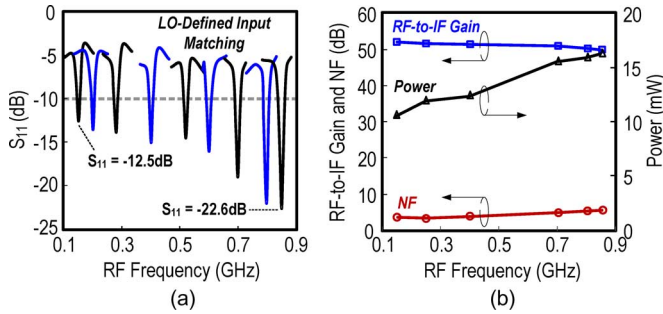 LO-Defined Input
Matching
S11 (dB)
0
-5
-10
-15
-20
-25
S11 = -12.5dB
S11 = -22.6dB
0.1 0.3 0.5 0.7 0.9
RF Frequency (GHz)
(a)
RF-to-IF Gain and NF (dB)
60
50
40
30
20
10
0
RF-to-IF Gain
Power
NF
20
15
10
5
0
Power (mW)
0.1 0.3 0.5 0.7 0.9
RF Frequency (GHz)
(b)